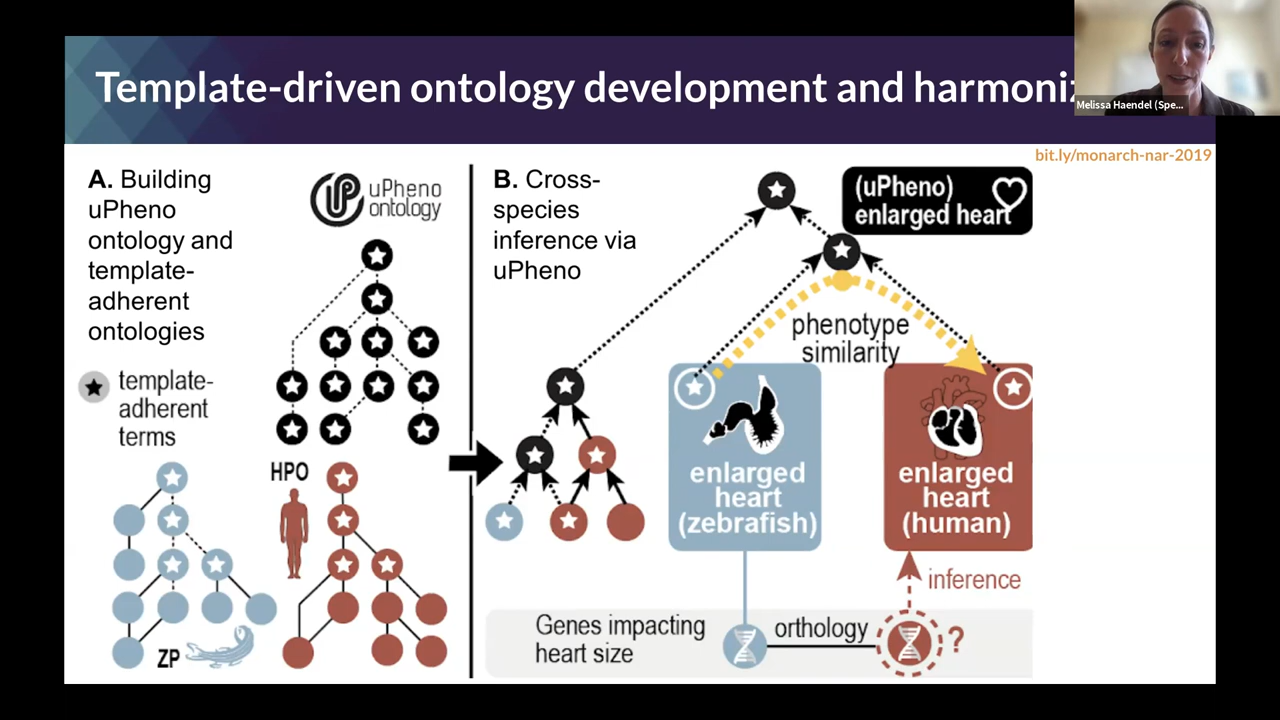 Template-driven ontology development and harmoniz
Melissa Haendel (Spe...
bit.ly/monarch-nar-2019
A. Building
uPheno
ontology and
template-
adherent
ontologies
uPheno
ontology
template-
adherent
terms
HPO
ZP
B. Cross-
species
inference via
uPheno
(uPheno)
enlarged heart
phenotype
similarity
enlarged
heart
(zebrafish)
enlarged
heart
(human)
inference
Genes impacting
heart size
orthology
?